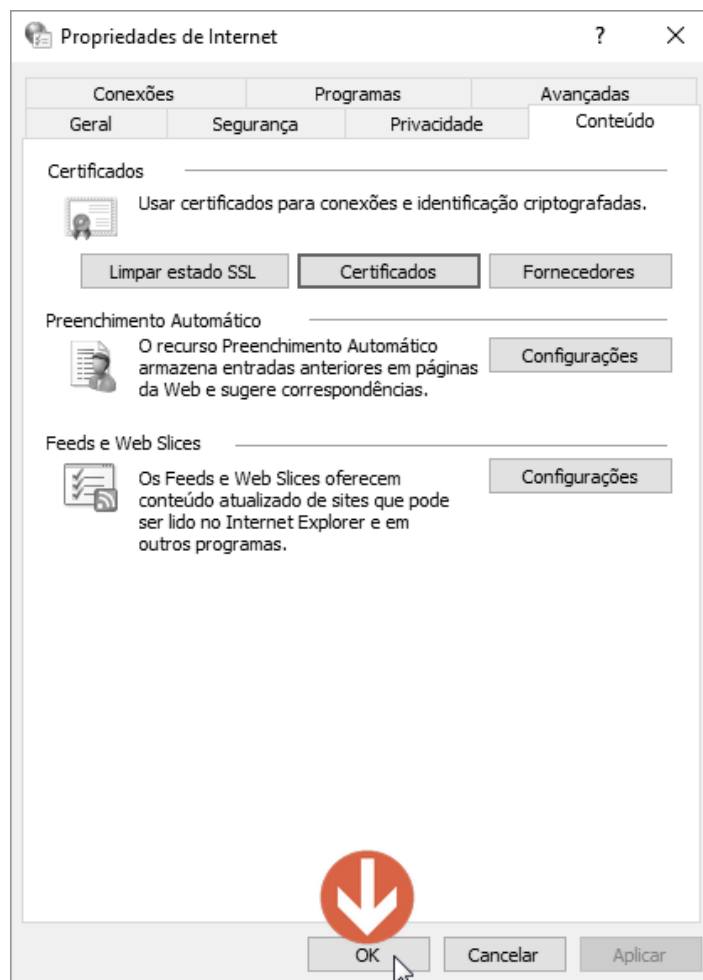 Propriedades de Internet
?
Conexões Programas Avançadas
Geral Segurança Privacidade Conteúdo
Certificados
Usar certificados para conexões e identificação criptografadas.
Limpar estado SSL Certificados Fornecedores
Preenchimento Automático
O recurso Preenchimento Automático
armazena entradas anteriores em páginas
da Web e sugere correspondências.
Configurações
Feeds e Web Slices
Os Feeds e Web Slices oferecem
conteúdo atualizado de sites que pode
ser lido no Internet Explorer e em
outros programas.
Configurações
OK Cancelar Aplicar